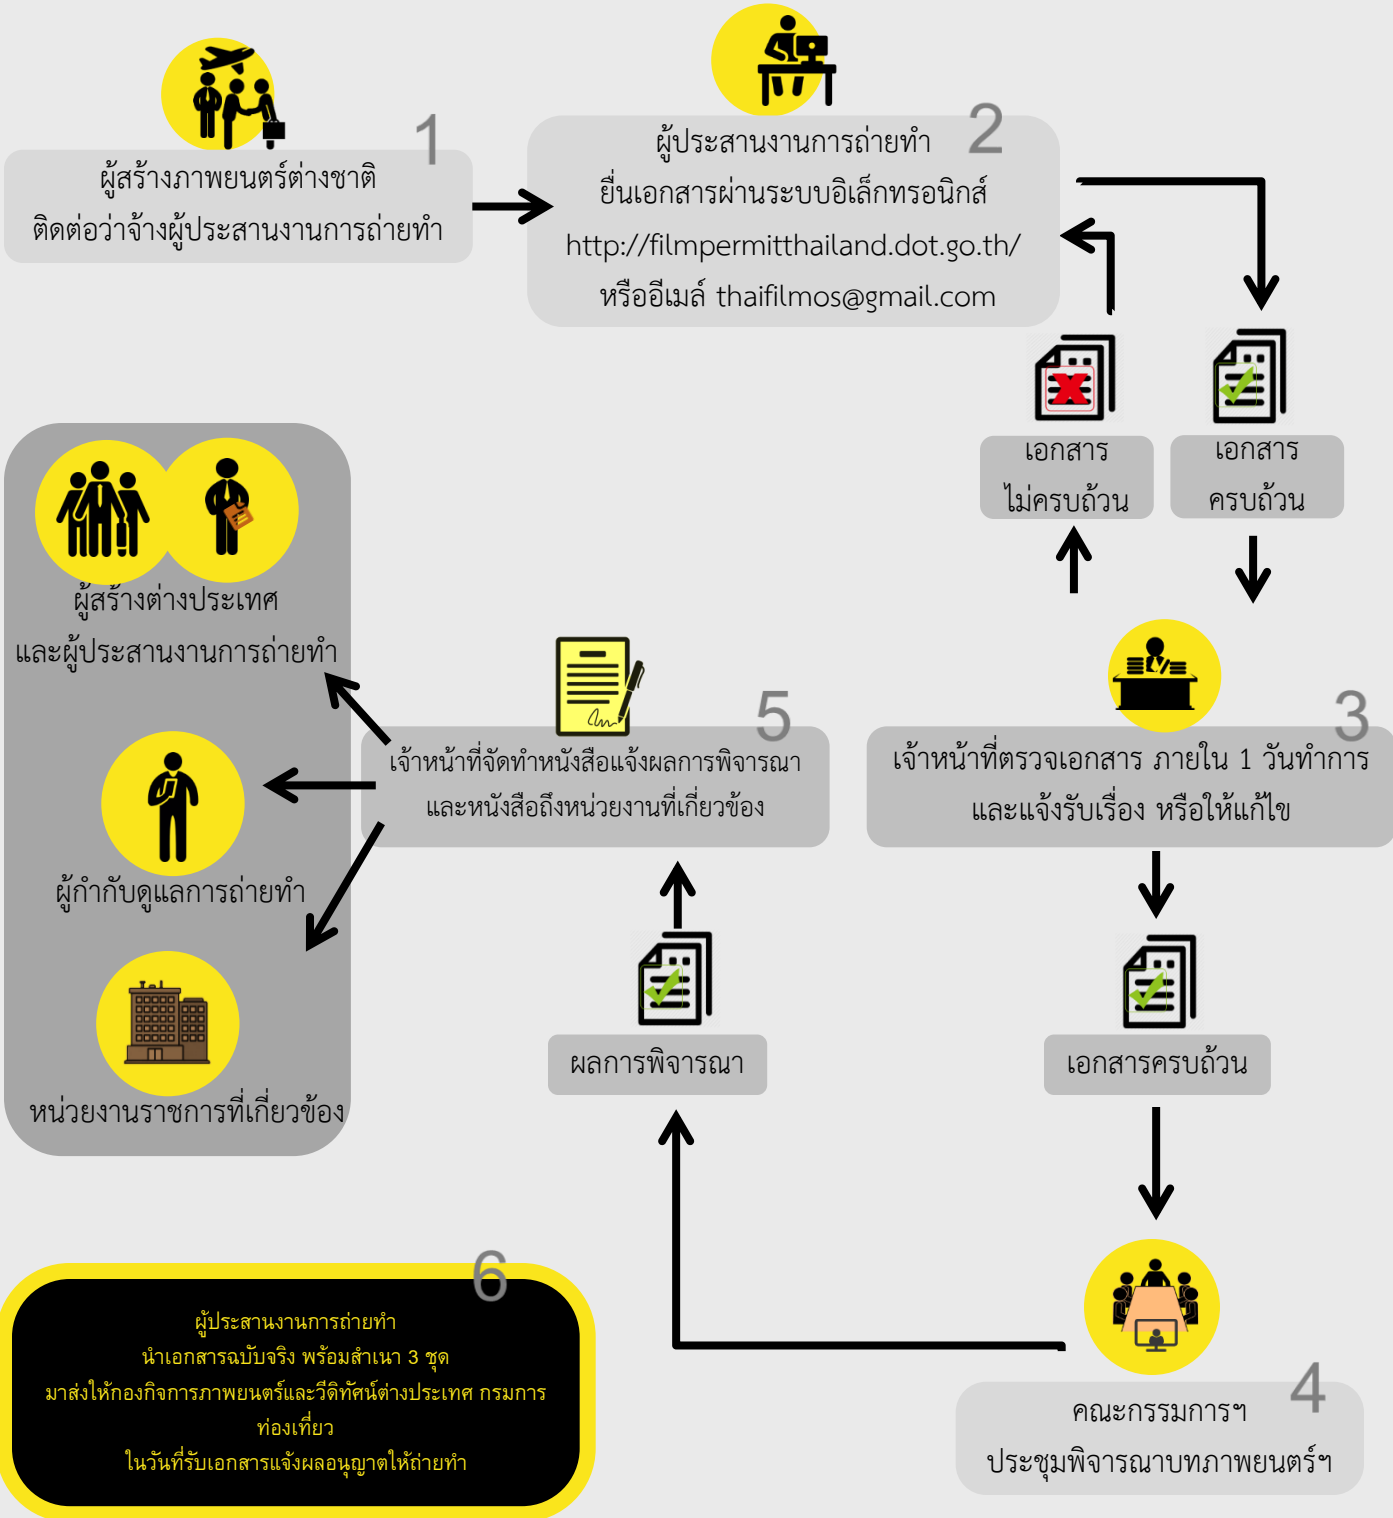 1
ผู้สร้างภาพยนตร์ต่างชาติ
ติดต่อว่าจ้างผู้ประสานงานการถ่ายทำ
2
ผู้ประสานงานการถ่ายทำ
ยื่นเอกสารผ่านระบบอิเล็กทรอนิกส์
http://filmpermitthailand.dot.go.th/
หรืออีเมล์ thaifilmos@gmail.com
เอกสาร
ไม่ครบถ้วน
เอกสาร
ครบถ้วน
3
เจ้าหน้าที่ตรวจเอกสาร ภายใน 1 วันทำการ
และแจ้งรับเรื่อง หรือให้แก้ไข
เอกสารครบถ้วน
4
คณะกรรมการฯ
ประชุมพิจารณาบทภาพยนตร์ฯ
ผลการพิจารณา
5
เจ้าหน้าที่จัดทำหนังสือแจ้งผลการพิจารณา
และหนังสือถึงหน่วยงานที่เกี่ยวข้อง
ผู้สร้างต่างประเทศ
และผู้ประสานงานการถ่ายทำ
ผู้กำกับดูแลการถ่ายทำ
หน่วยงานราชการที่เกี่ยวข้อง
6
ผู้ประสานงานการถ่ายทำ
นำเอกสารฉบับจริง พร้อมสำเนา 3 ชุด
มาส่งให้กองกิจการภาพยนตร์และวีดิทัศน์ต่างประเทศ กรมการ
ท่องเที่ยว
ในวันที่รับเอกสารแจ้งผลอนุญาตให้ถ่ายทำ